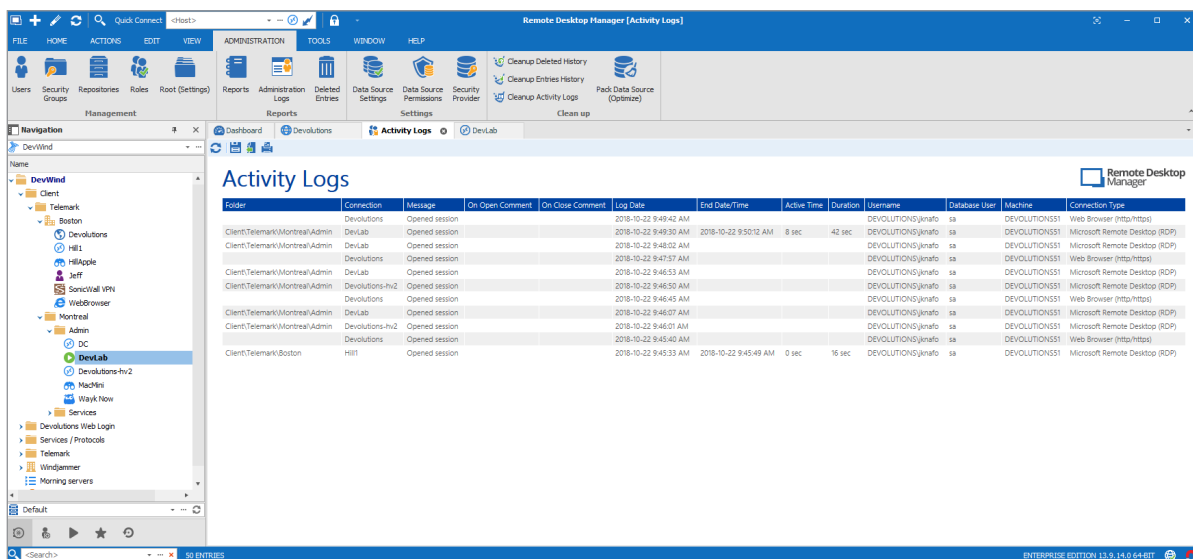 Quick Connect <Host> Remote Desktop Manager [Activity Logs]
FILE HOME ACTIONS EDIT VIEW ADMINISTRATION TOOLS WINDOW HELP
Users Security Groups Repositories Roles Root (Settings) Reports Administration Logs Deleted Entries Data Source Settings Data Source Permissions Security Provider Cleanup Deleted History Pack Data Source (Optimize)
Cleanup Entries History
Cleanup Activity Logs
Management Reports Settings Clean up
Navigation
Dashboard Devolutions Activity Logs DevLab
DevWind
Name
DevWind
Client
Telemark
Boston
Devolutions
Hill1
HillApple
Jeff
SonicWall VPN
WebBrowser
Montreal
Admin
DC
DevLab
Devolutions-hv2
MacMini
Wayk Now
Services
Devolutions Web Login
Services / Protocols
Telemark
Windjammer
Morning servers
Default
<Search>
Activity Logs
Remote Desktop
Manager
Folder Connection Message On Open Comment On Close Comment Log Date End Date/Time Active Time Duration Username Database User Machine Connection Type
Devolutions Opened session 2018-10-22 9:49:42 AM DEVOLUTIONS\jknafo sa DEVOLUTIONS51 Web Browser (http/https)
Client\Telemark\Montreal\Admin DevLab Opened session 2018-10-22 9:49:30 AM 2018-10-22 9:50:12 AM 8 sec 42 sec DEVOLUTIONS\jknafo sa DEVOLUTIONS51 Microsoft Remote Desktop (RDP)
Client\Telemark\Montreal\Admin DevLab Opened session 2018-10-22 9:48:02 AM DEVOLUTIONS\jknafo sa DEVOLUTIONS51 Microsoft Remote Desktop (RDP)
Devolutions Opened session 2018-10-22 9:47:57 AM DEVOLUTIONS\jknafo sa DEVOLUTIONS51 Web Browser (http/https)
Client\Telemark\Montreal\Admin DevLab Opened session 2018-10-22 9:46:53 AM DEVOLUTIONS\jknafo sa DEVOLUTIONS51 Microsoft Remote Desktop (RDP)
Client\Telemark\Montreal\Admin Devolutions-hv2 Opened session 2018-10-22 9:46:50 AM DEVOLUTIONS\jknafo sa DEVOLUTIONS51 Microsoft Remote Desktop (RDP)
Devolutions Opened session 2018-10-22 9:46:45 AM DEVOLUTIONS\jknafo sa DEVOLUTIONS51 Web Browser (http/https)
Client\Telemark\Montreal\Admin DevLab Opened session 2018-10-22 9:46:07 AM DEVOLUTIONS\jknafo sa DEVOLUTIONS51 Microsoft Remote Desktop (RDP)
Client\Telemark\Montreal\Admin Devolutions-hv2 Opened session 2018-10-22 9:46:01 AM DEVOLUTIONS\jknafo sa DEVOLUTIONS51 Microsoft Remote Desktop (RDP)
Devolutions Opened session 2018-10-22 9:45:40 AM DEVOLUTIONS\jknafo sa DEVOLUTIONS51 Web Browser (http/https)
Client\Telemark\Boston Hill1 Opened session 2018-10-22 9:45:33 AM 2018-10-22 9:45:49 AM 0 sec 16 sec DEVOLUTIONS\jknafo sa DEVOLUTIONS51 Microsoft Remote Desktop (RDP)
50 ENTRIES ENTERPRISE EDITION 13.9.14.0 64-BIT